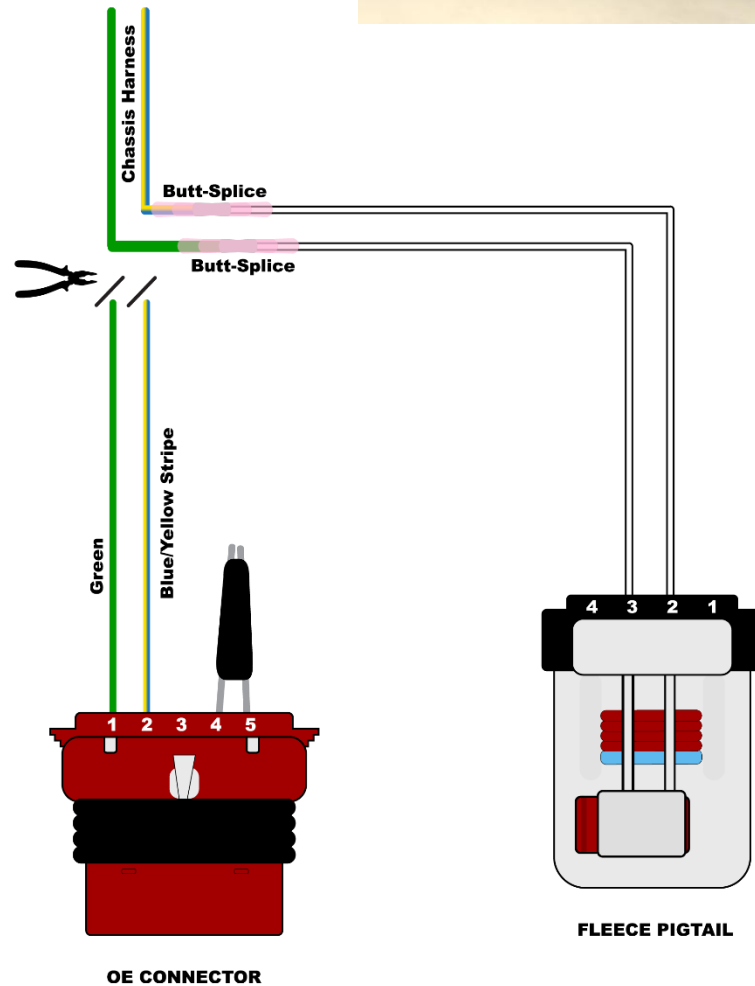 Chassis Harness
Butt-Splice
Butt-Splice
Green
Blue/Yellow Stripe
4 3 2 1
1 2 3 4 5
FLEECE PIGTAIL
OE CONNECTOR